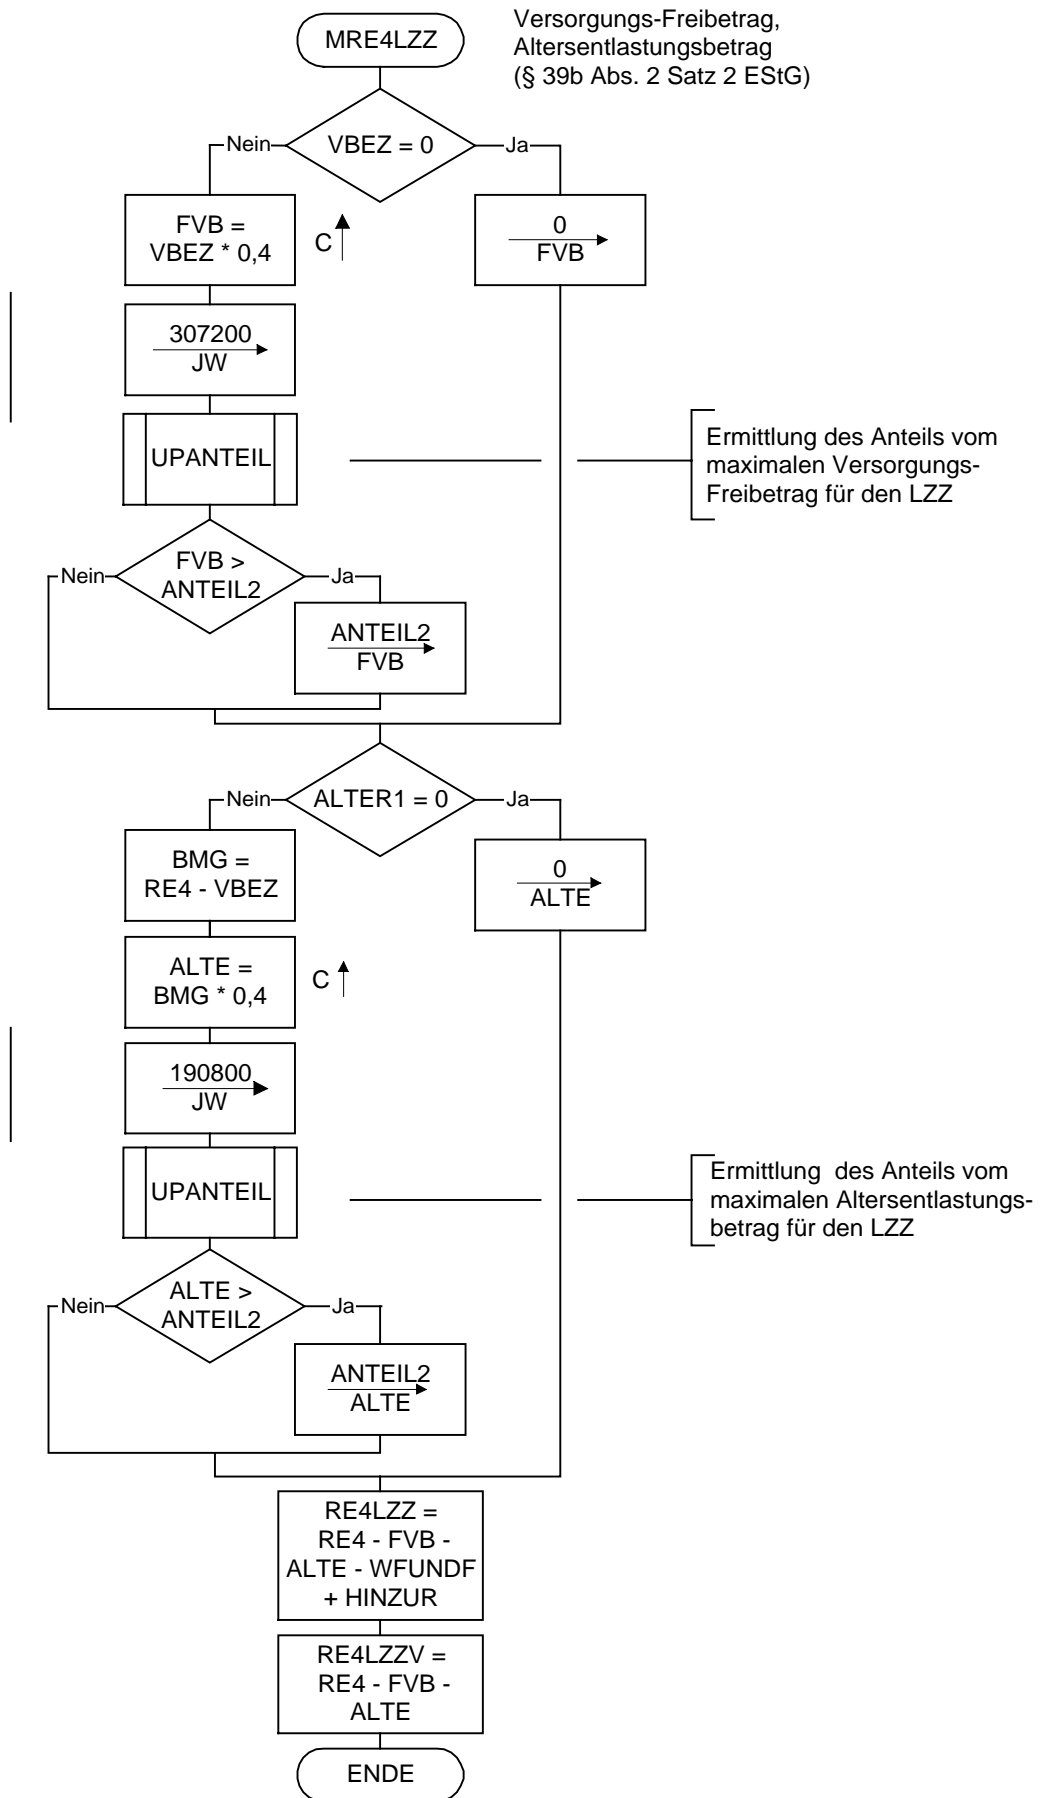 MRE4LZZ
Versorgungs-Freibetrag,
Altersentlastungsbetrag
(§ 39b Abs. 2 Satz 2 EStG)
Nein
VBEZ = 0
Ja
FVB =
VBEZ * 0,4
C
0
FVB
307200
JW
UPANTEIL
Ermittlung des Anteils vom
maximalen Versorgungs-
Freibetrag für den LZZ
Nein
FVB >
ANTEIL2
Ja
ANTEIL2
FVB
Nein
ALTER1 = 0
Ja
BMG =
RE4 - VBEZ
0
ALTE
ALTE =
BMG * 0,4
C
190800
JW
UPANTEIL
Ermittlung des Anteils vom
maximalen Altersentlastungs-
betrag für den LZZ
Nein
ALTE >
ANTEIL2
Ja
ANTEIL2
ALTE
RE4LZZ =
RE4 - FVB -
ALTE - WFUNDF
+ HINZUR
RE4LZZV =
RE4 - FVB -
ALTE
ENDE